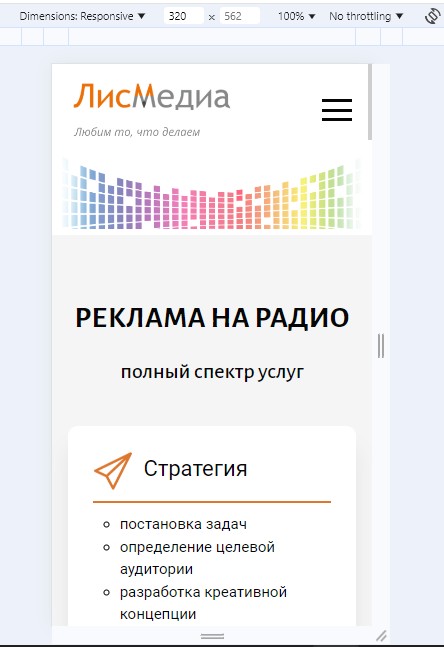 Dimensions: Responsive ▼ 320 x 562 100% ▼ No throttling ▼
ЛисМедиа
Любим то, что делаем
РЕКЛАМА НА РАДИО
полный спектр услуг
Стратегия
постановка задач
определение целевой
аудитории
разработка креативной
концепции